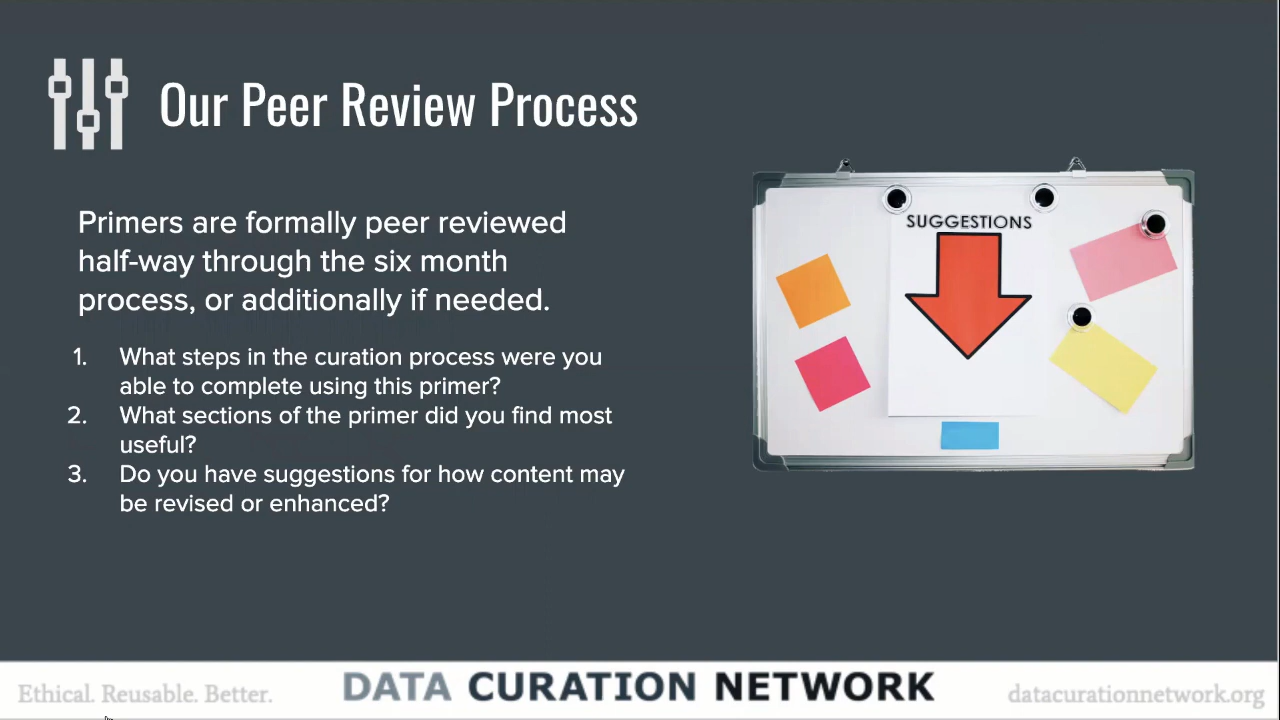 Our Peer Review Process
Primers are formally peer reviewed
half-way through the six month
process, or additionally if needed.
1. What steps in the curation process were you
able to complete using this primer?
2. What sections of the primer did you find most
useful?
3. Do you have suggestions for how content may
be revised or enhanced?
SUGGESTIONS
Ethical. Reusable. Better.
DATA CURATION NETWORK
datacurationnetwork.org